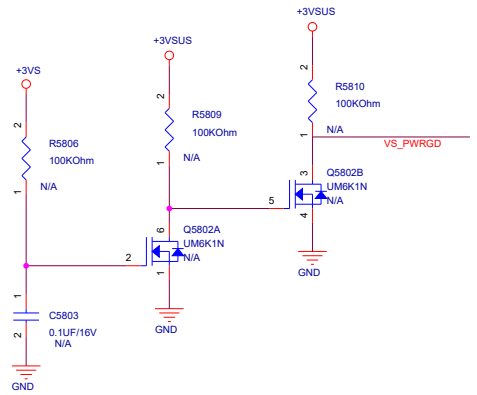 +3VSUS
+3VSUS
+3VS
2
R5810
100KOhm
1
N/A
VS_PWRGD
2
R5809
100KOhm
1
N/A
2
R5806
100KOhm
N/A
1
3
Q5802B
UM6K1N
N/A
5
4
6
Q5802A
UM6K1N
N/A
2
1
GND
1
C5803
0.1UF/16V
N/A
2
GND
GND